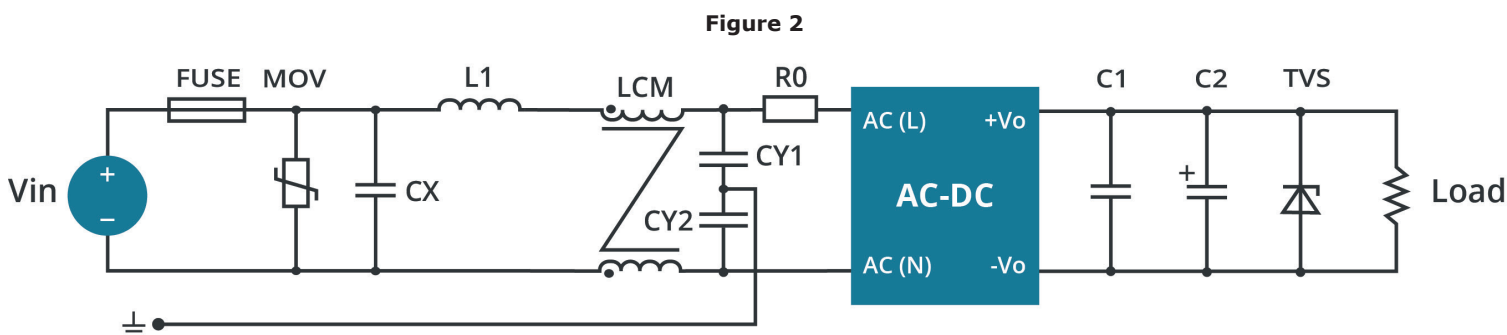 Figure 2
FUSE MOV L1 LCM R0 C1 C2 TVS
AC (L) +Vo
CY1
+
+
Vin CX AC-DC Load
−
CY2
AC (N) -Vo